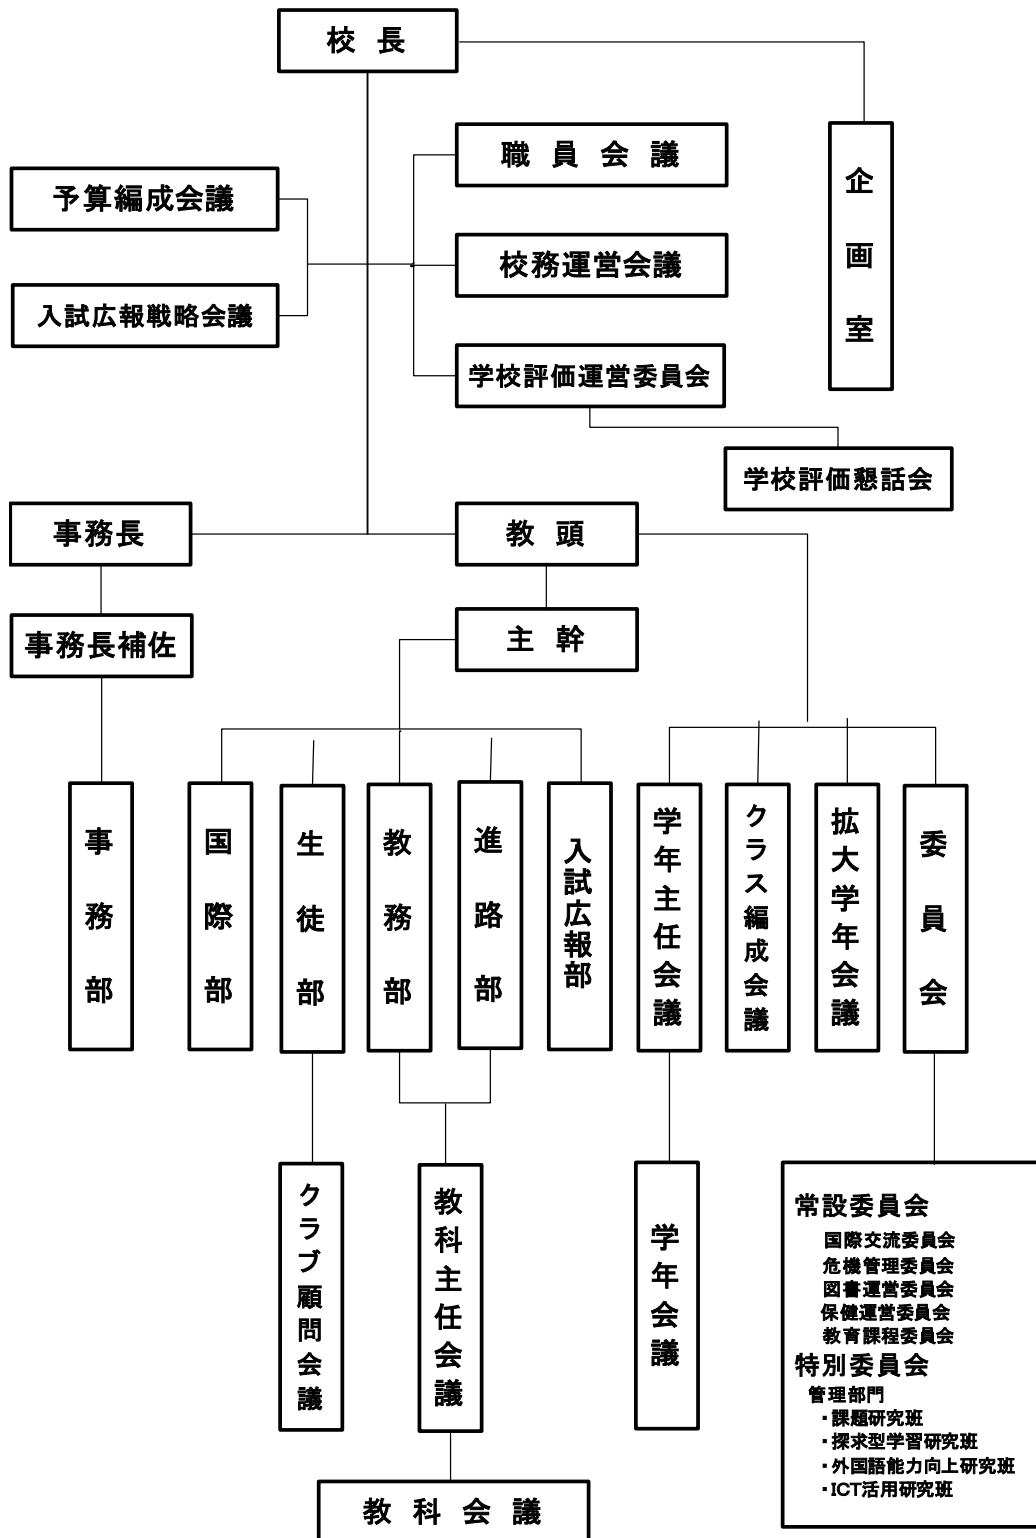 校 長
職 員 会 議
企画室
予算編成会議
校務運営会議
入試広報戦略会議
学校評価運営委員会
学校評価懇話会
事務長
教 頭
事務長補佐
主 幹
事務部
国際部
生徒部
教務部
進路部
入試広報部
学年主任会議
クラス編成会議
拡大学年会議
委員会
クラブ顧問会議
教科主任会議
学年会議
常設委員会
国際交流委員会
危機管理委員会
図書運営委員会
保健運営委員会
教育課程委員会
特別委員会
管理部門
・課題研究班
・探求型学習研究班
・外国語能力向上研究班
・ICT活用研究班
教 科 会 議